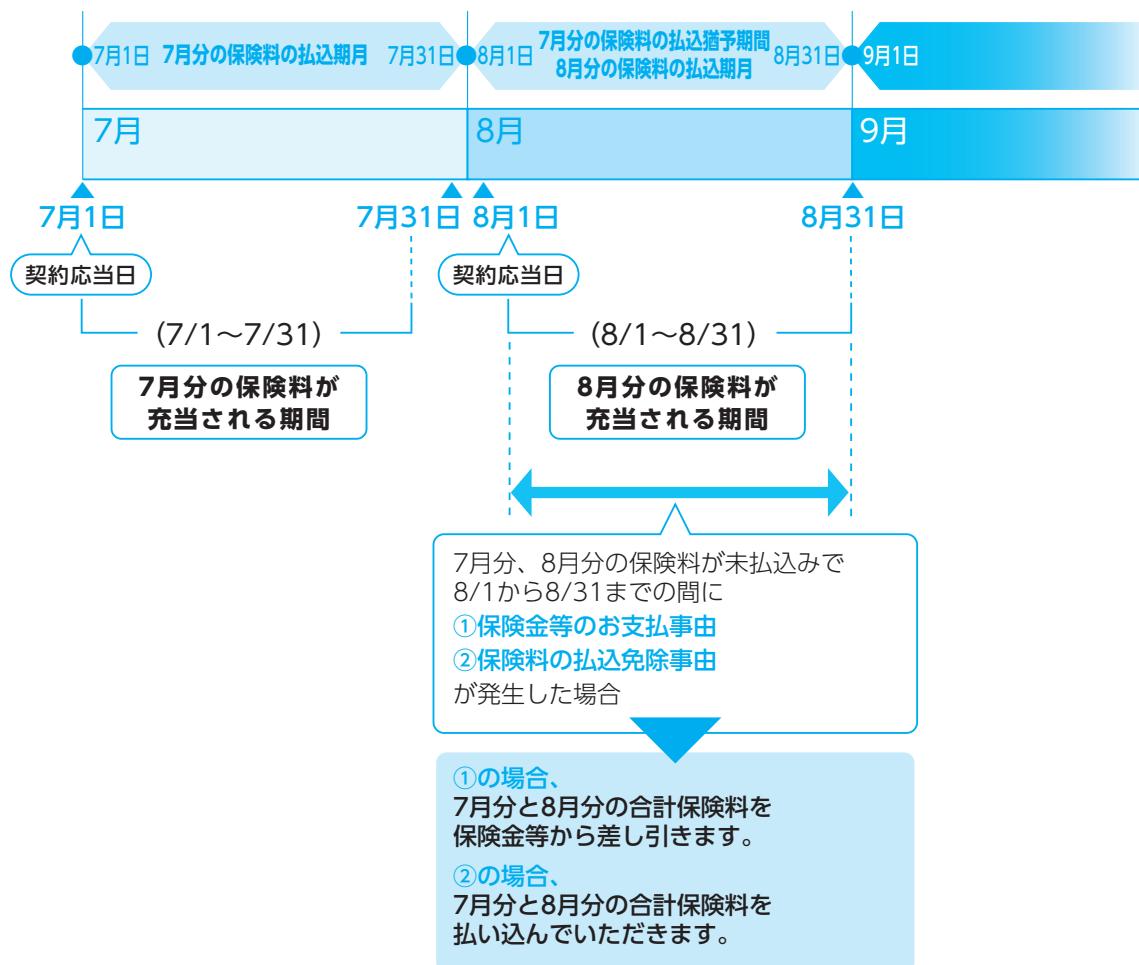 7月1日 7月分の保険料の払込期月 7月31日
8月1日 7月分の保険料の払込猶予期間
8月分の保険料の払込期月 8月31日
9月1日
7月 8月 9月
7月1日 7月31日 8月1日 8月31日
契約応当日 契約応当日
(7/1～7/31) (8/1～8/31)
7月分の保険料が
充当される期間
8月分の保険料が
充当される期間
7月分、8月分の保険料が未払込みで
8/1から8/31までの間に
①保険金等のお支払事由
②保険料の払込免除事由
が発生した場合
①の場合、
7月分と8月分の合計保険料を
保険金等から差し引きます。
②の場合、
7月分と8月分の合計保険料を
払い込んでいただきます。